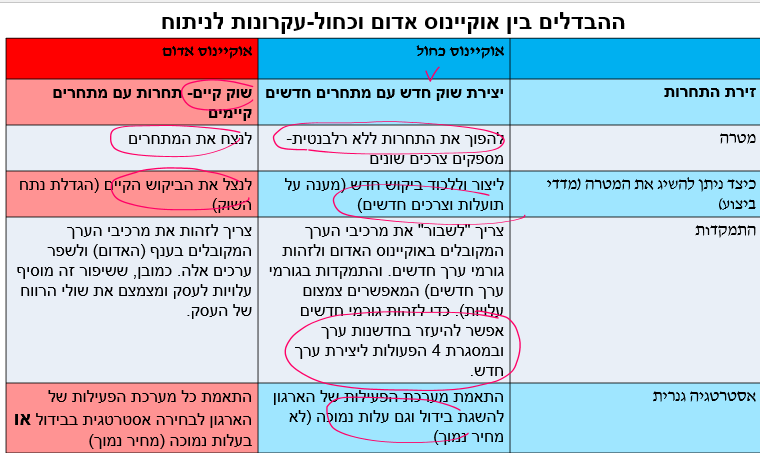 ההבדלים בין אוקיינוס אדום וכחול-עקרונות לניתוח
אוקיינוס כחול
אוקיינוס אדום
זירת התחרות
יצירת שוק חדש עם מתחרים חדשים
שוק קיים- תחרות עם מתחרים
קיימים
מטרה
להפוך את התחרות ללא רלבנטית-
מספקים צרכים שונים
לנצח את המתחרים
כיצד ניתן להשיג את המטרה (מדדי
ביצוע)
ליצור וללכוד ביקוש חדש (מענה על
תועלות וצרכים חדשים)
לנצל את הביקוש הקיים (הגדלת נתח
השוק)
התמקדות
צריך "לשבור" את מרכיבי הערך
המקובלים באוקיינוס האדום ולזהות
גורמי ערך חדשים. והתמקדות בגורמי
ערך חדשים) המאפשרים צמצום
עלויות). כדי לזהות גורמי חדשים
אפשר להיעזר בחדשנות ערך
ובמסגרת 4 הפעולות ליצירת ערך
חדש.
צריך לזהות את מרכיבי הערך
המקובלים בענף (האדום) ולשפר
ערכים אלה. כמובן, ששיפור זה מוסיף
עלויות לעסק ומצמצם את שולי הרווח
של העסק.
אסטרטגיה גנרית
התאמת מערכת הפעילות של הארגון
להשגת בידול וגם עלות נמוכה (לא
מחיר נמוך)
התאמת כל מערכת הפעילות של
הארגון לבחירה אסטרטגית בבידול או
בעלות נמוכה (מחיר נמוך)